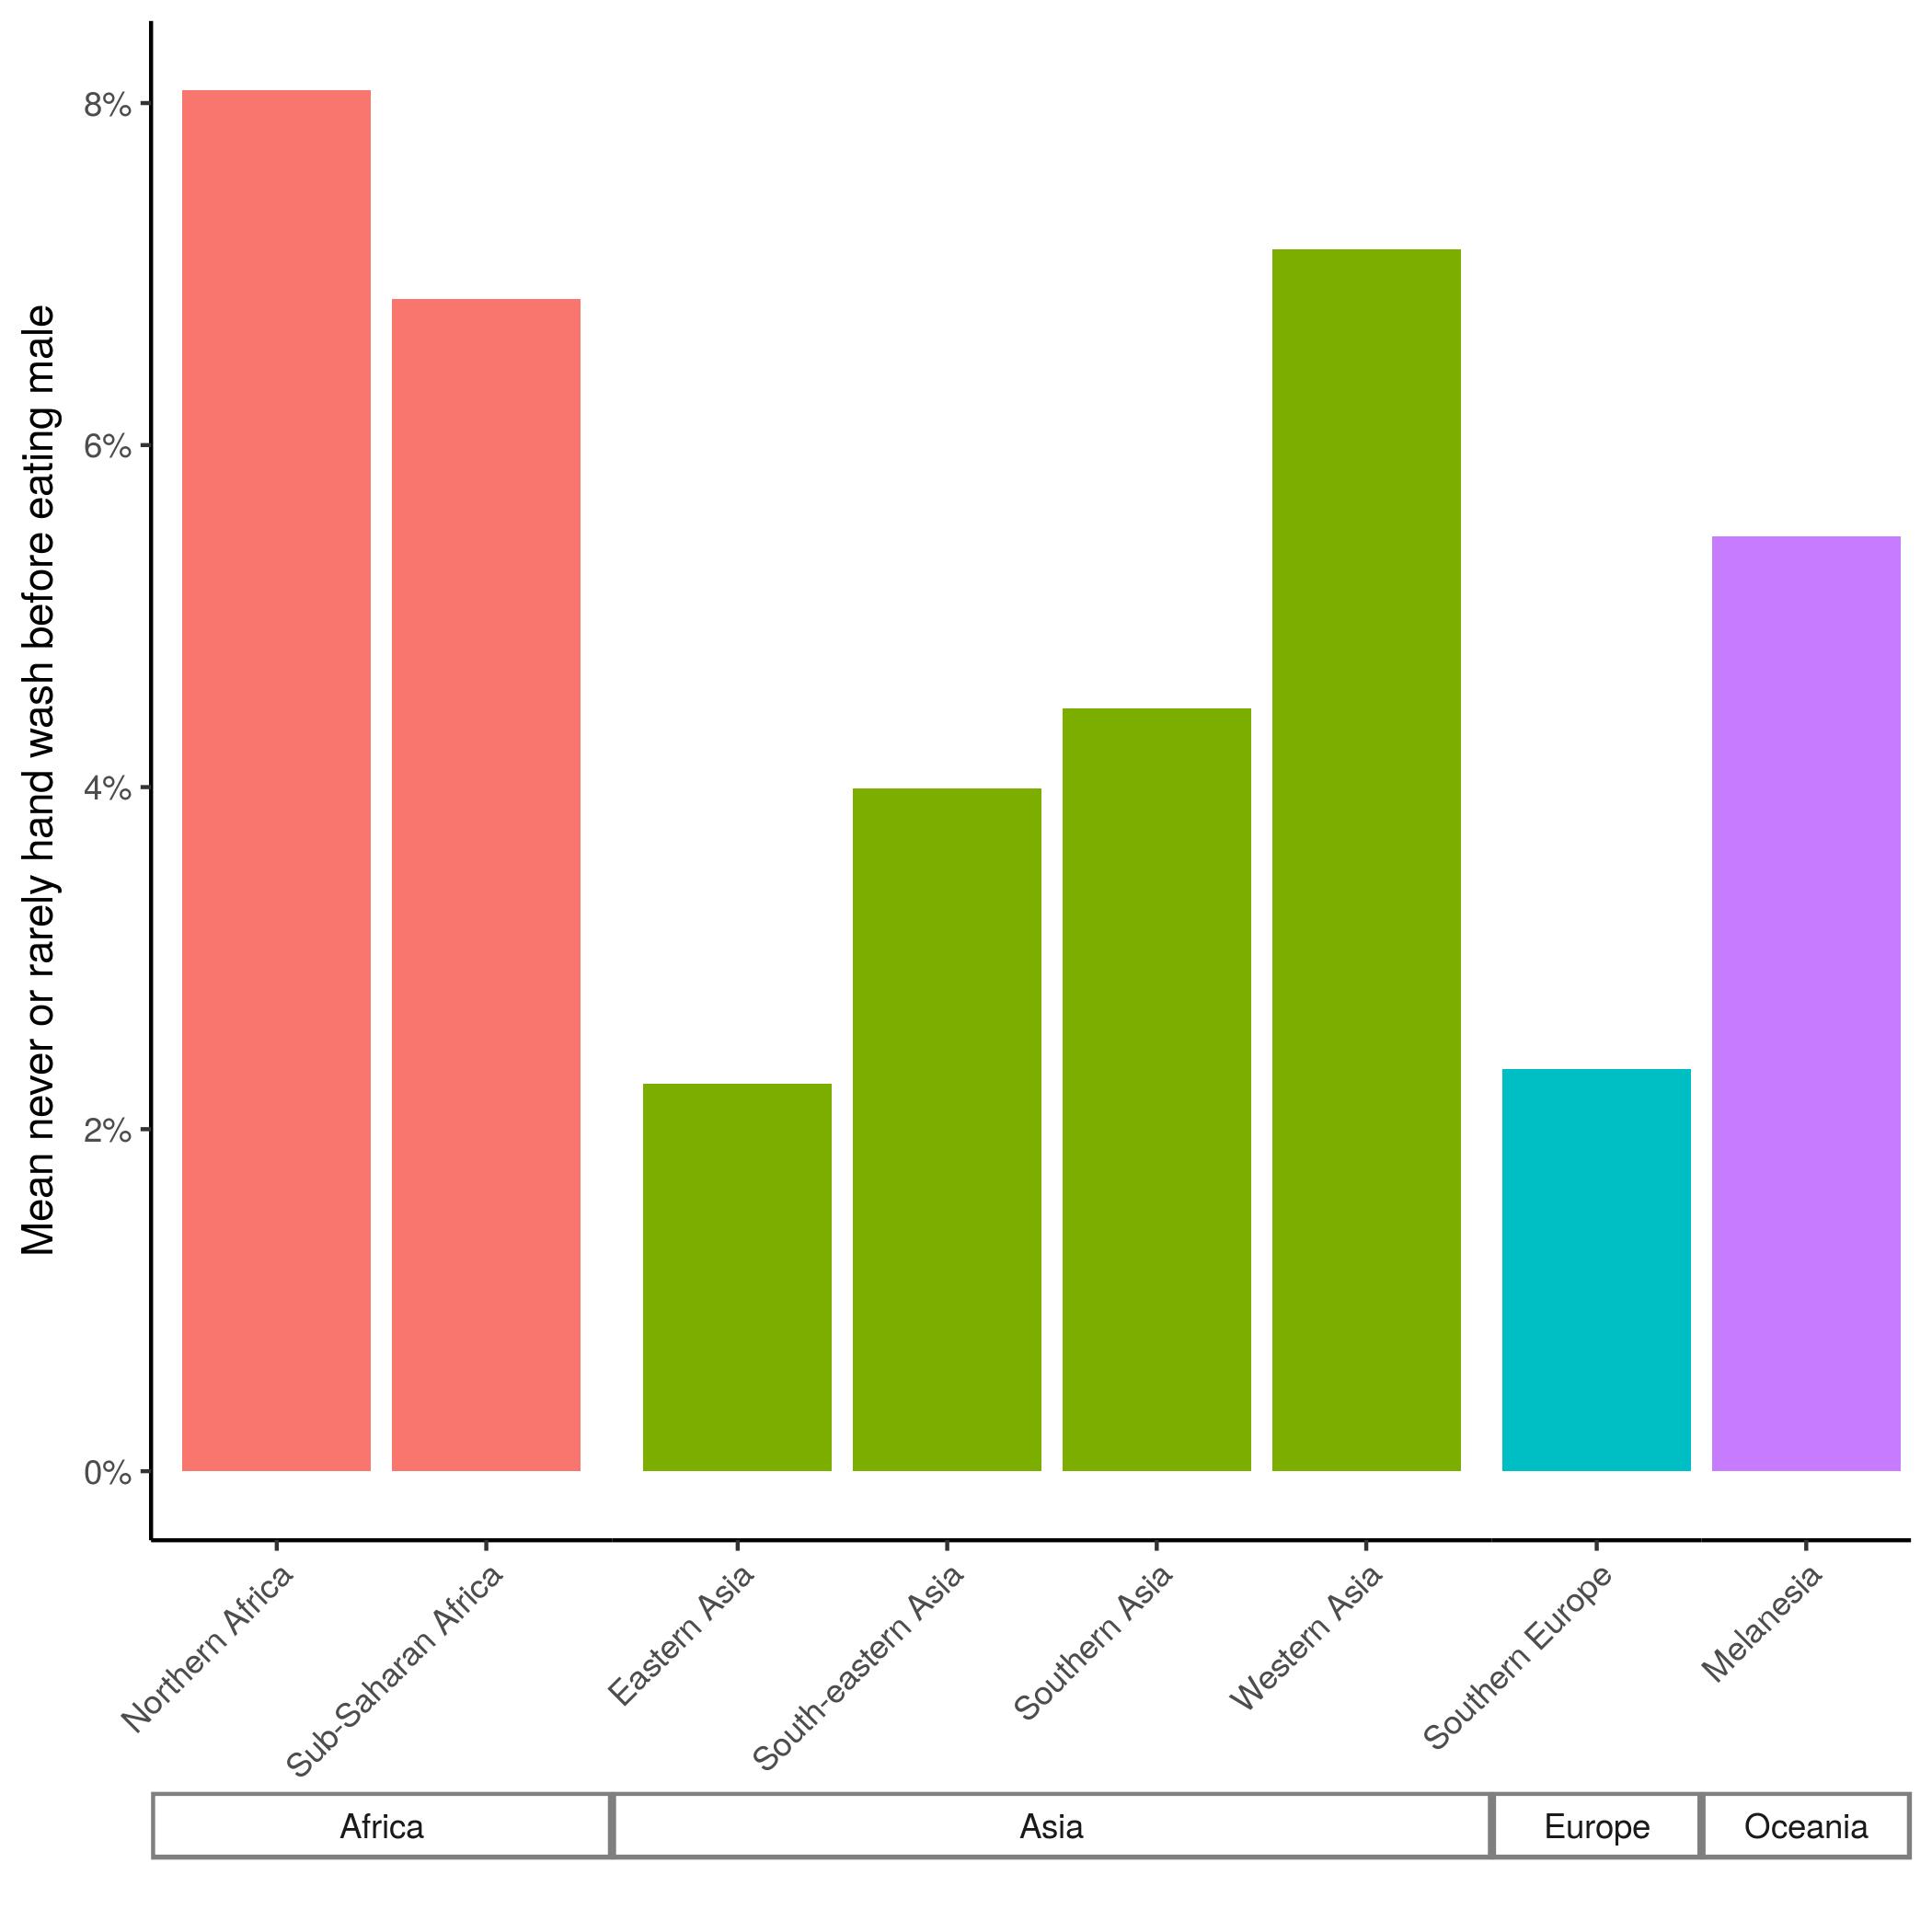 Mean never or rarely hand wash before eating male
8%
6%
4%
2%
0%
Northern Africa
Sub-Saharan Africa
Eastern Asia
South-eastern Asia
Southern Asia
Western Asia
Southern Europe
Melanesia
Africa
Asia
Europe
Oceania